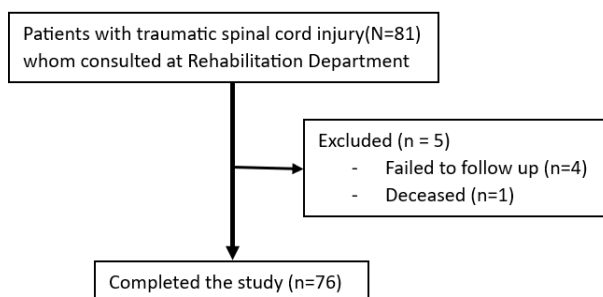 Patients with traumatic spinal cord injury(N=81)
whom consulted at Rehabilitation Department
Excluded (n = 5)
- Failed to follow up (n=4)
- Deceased (n=1)
Completed the study (n=76)